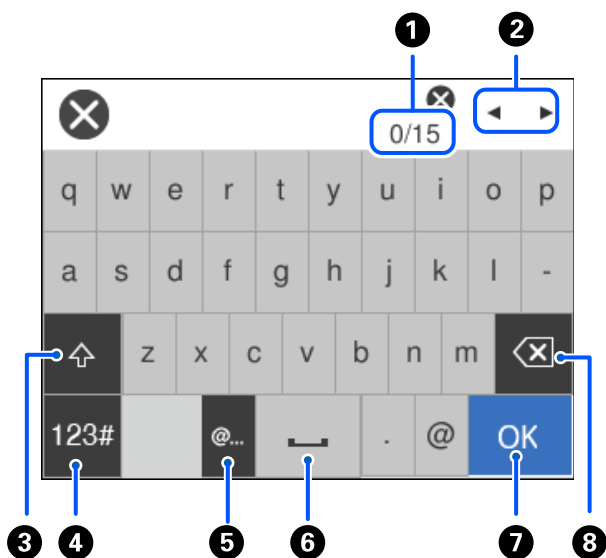 1 2
0/15
q w e r t y u i o p
a s d f g h j k l -
z x c v b n m
123# @... . @ OK
3 4 5 6 7 8